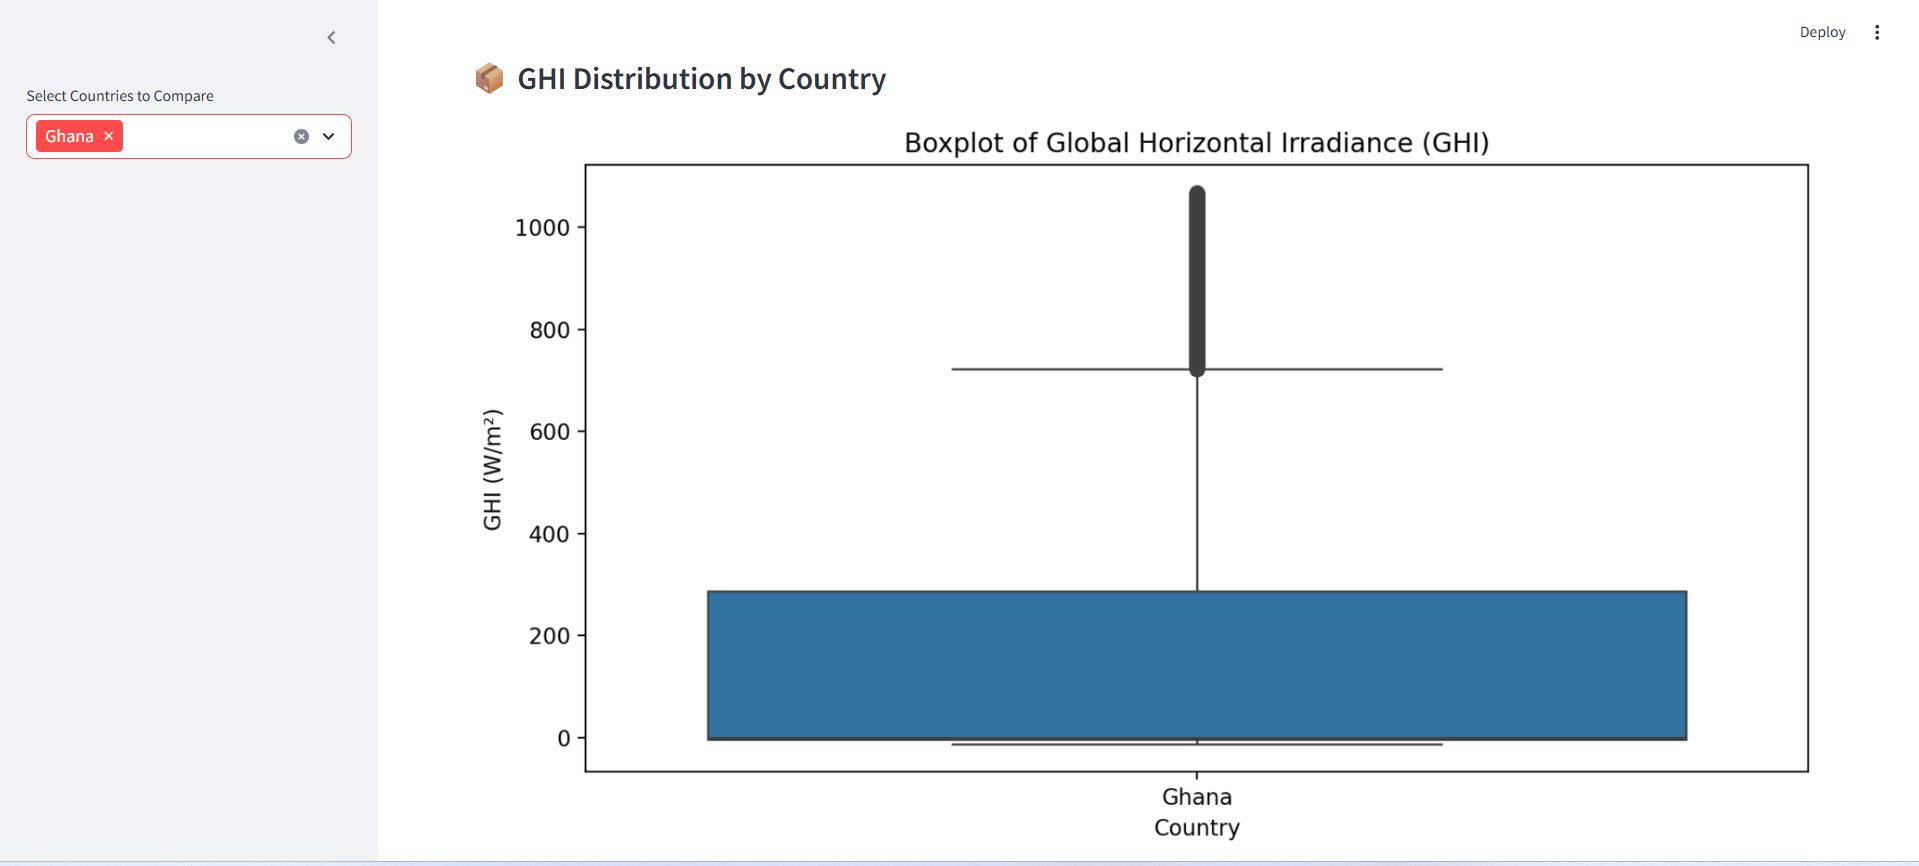 Deploy
Select Countries to Compare
Ghana
GHI Distribution by Country
Boxplot of Global Horizontal Irradiance (GHI)
GHI (W/m²)
1000
800
600
400
200
0
Ghana
Country